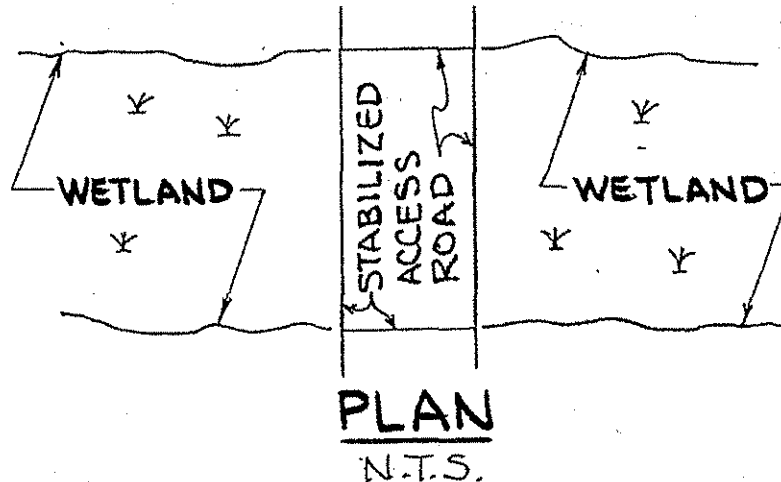 WETLAND
STABILIZED
ACCESS
ROAD
WETLAND
PLAN
N.T.S.